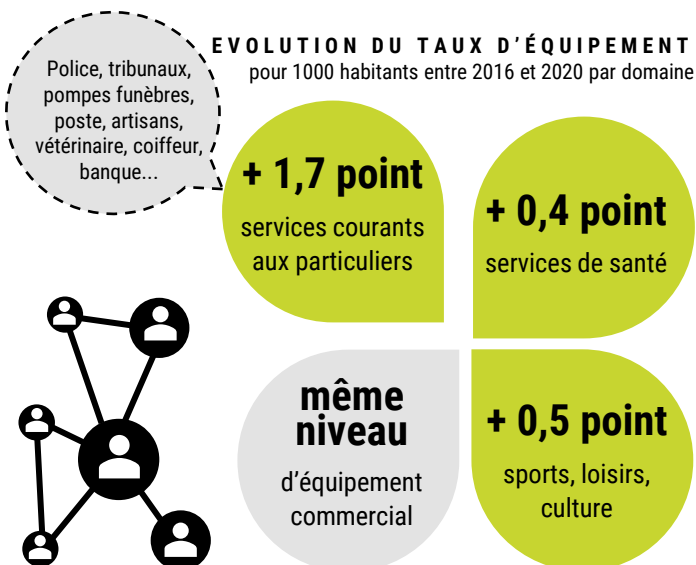 EVOLUTION DU TAUX D'ÉQUIPEMENT
pour 1000 habitants entre 2016 et 2020 par domaine
Police, tribunaux,
pompes funèbres,
poste, artisans,
vétérinaire, coiffeur,
banque...
+ 1,7 point
services courants
aux particuliers
+ 0,4 point
services de santé
même
niveau
d'équipement
commercial
+ 0,5 point
sports, loisirs,
culture